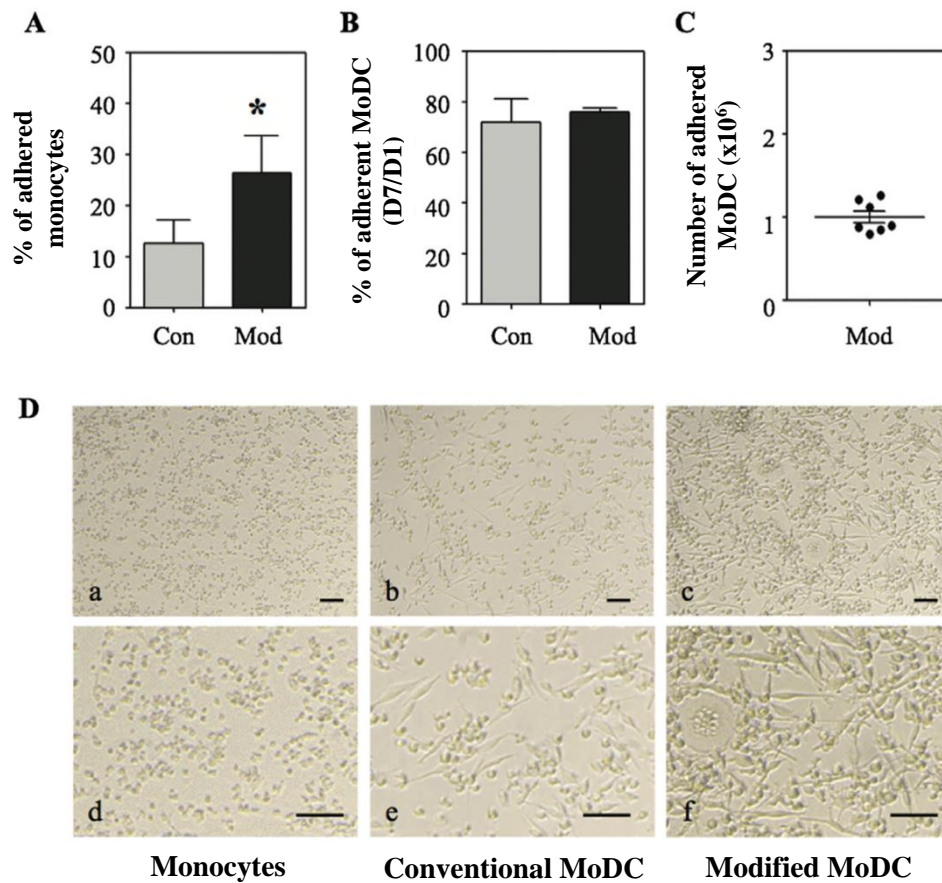 A
% of adhered
monocytes
50
40
30
20
10
0
*
Con
Mod
B
% of adherent MoDC
(D7/D1)
100
80
60
40
20
0
Con
Mod
C
Number of adhered
MoDC (x10⁶)
3
2
1
0
Mod
D
a
b
c
d
e
f
Monocytes
Conventional MoDC
Modified MoDC